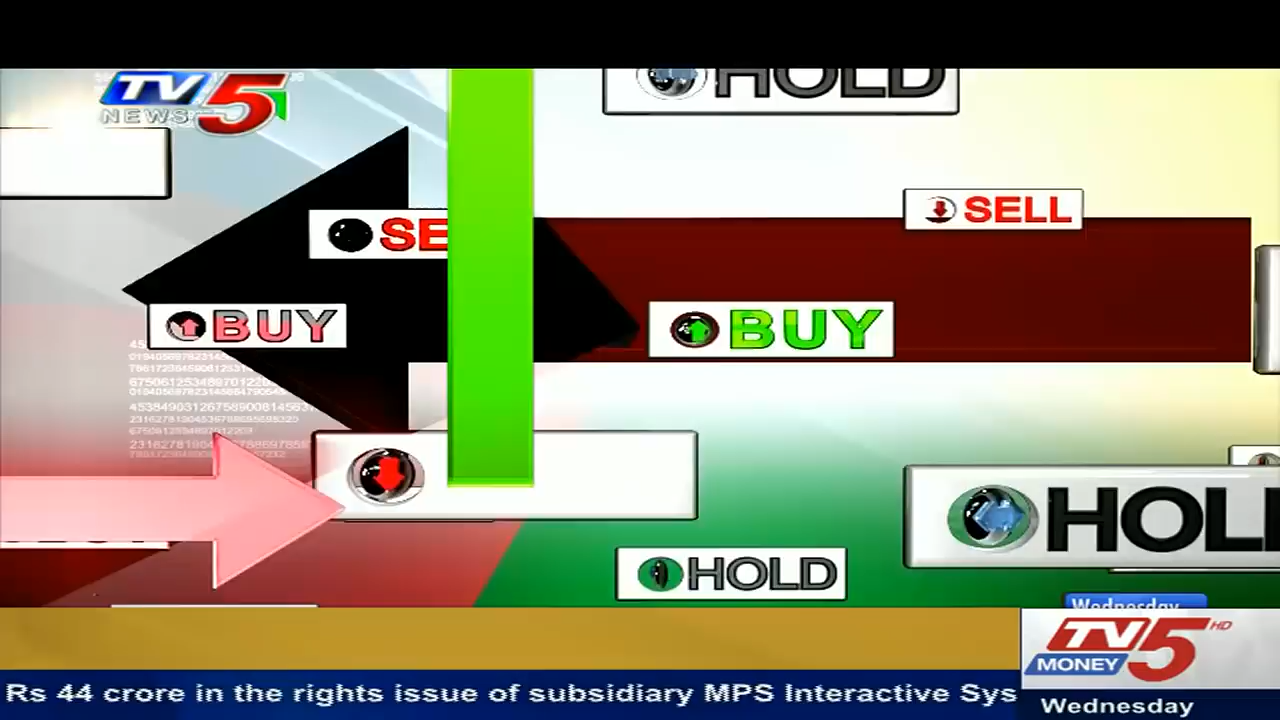 TV5
NEWS
HOLD
SELL
SE
BUY
BUY
HOLD
HOLD
Wednesday
TV5 HD
MONEY
Rs 44 crore in the rights issue of subsidiary MPS Interactive Sys
Wednesday